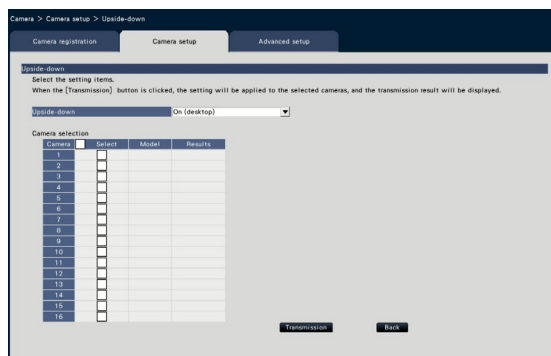 Camera > Camera setup > Upside-down
Camera registration Camera setup Advanced setup
Upside-down
Select the setting items.
When the [Transmission] button is clicked, the setting will be applied to the selected cameras, and the transmission result will be displayed.
Upside-down On (desktop)
Camera selection
Camera Select Model Results
1
2
3
4
5
6
7
8
9
10
11
12
13
14
15
16
Transmission Back